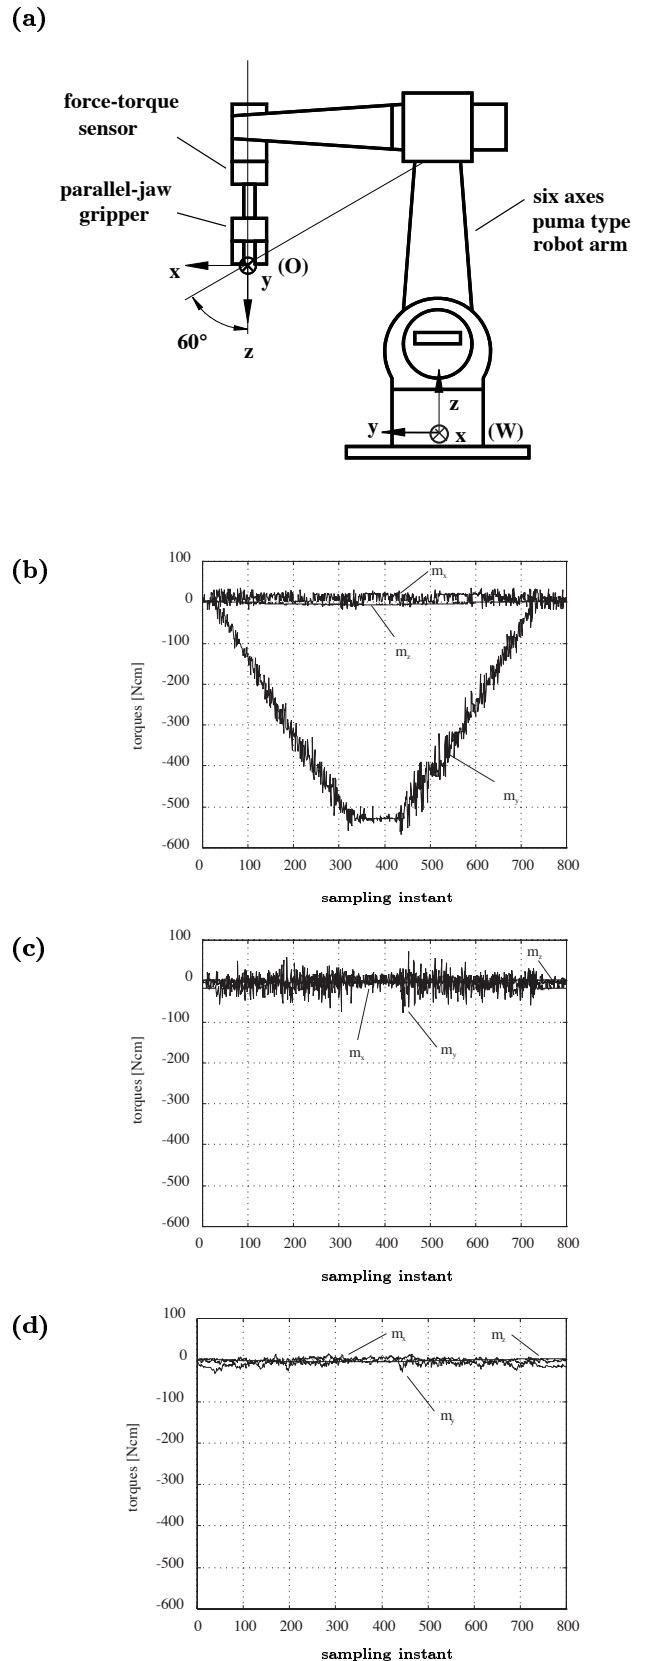 (a)
force-torque
sensor
parallel-jaw
gripper
six axes
puma type
robot arm
x
y
(O)
60°
z
z
y
x
(W)
(b)
100
0
-100
-200
-300
-400
-500
-600
torques [Ncm]
m_x
m_z
m_y
0 100 200 300 400 500 600 700 800
sampling instant
(c)
100
0
-100
-200
-300
-400
-500
-600
torques [Ncm]
m_z
m_x
m_y
0 100 200 300 400 500 600 700 800
sampling instant
(d)
100
0
-100
-200
-300
-400
-500
-600
torques [Ncm]
m_x
m_z
m_y
0 100 200 300 400 500 600 700 800
sampling instant